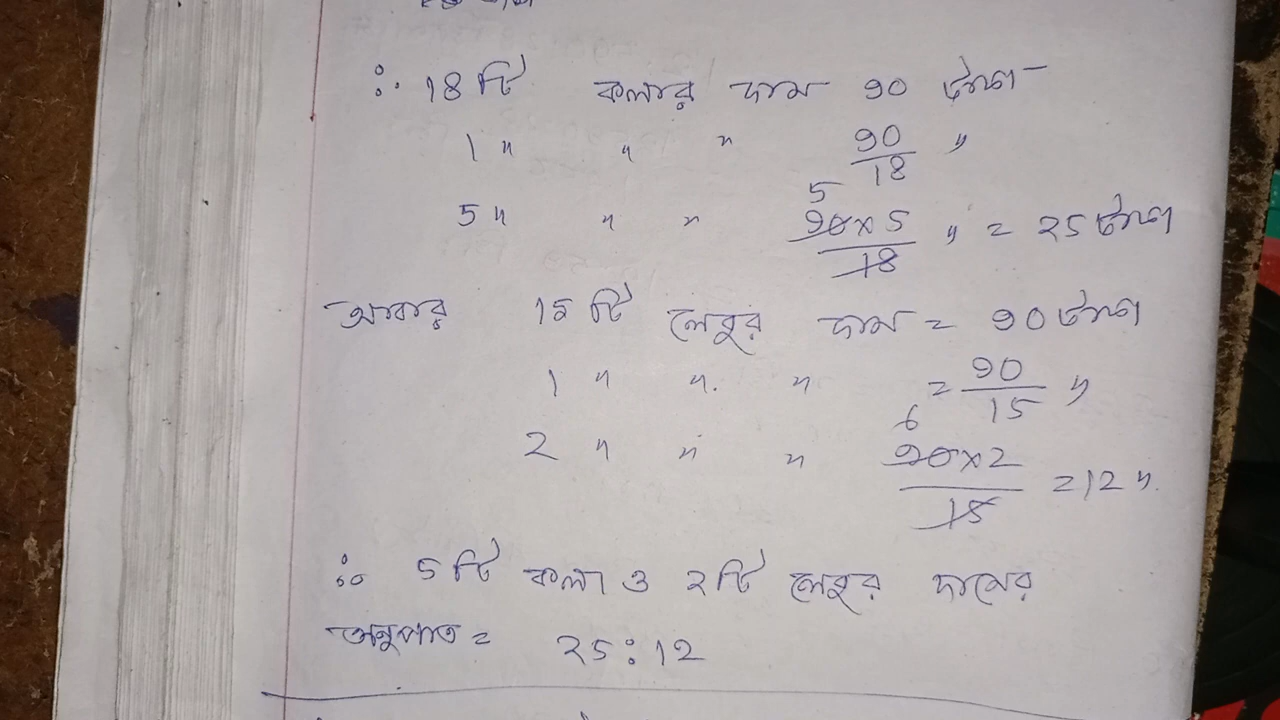 ∴ 18 টি কলার দাম 90 টাকা
1 " " " 90/18 "
5 " " " 5 90×5/18 " = 25 টাকা
আবার 15 টি লেবুর দাম = 90 টাকা
1 " " " = 90/15 "
2 " " " 6 90×2/15 = 12 "
∴ 5 টি কলা ও 2 টি লেবুর দামের
অনুপাত = 25 : 12